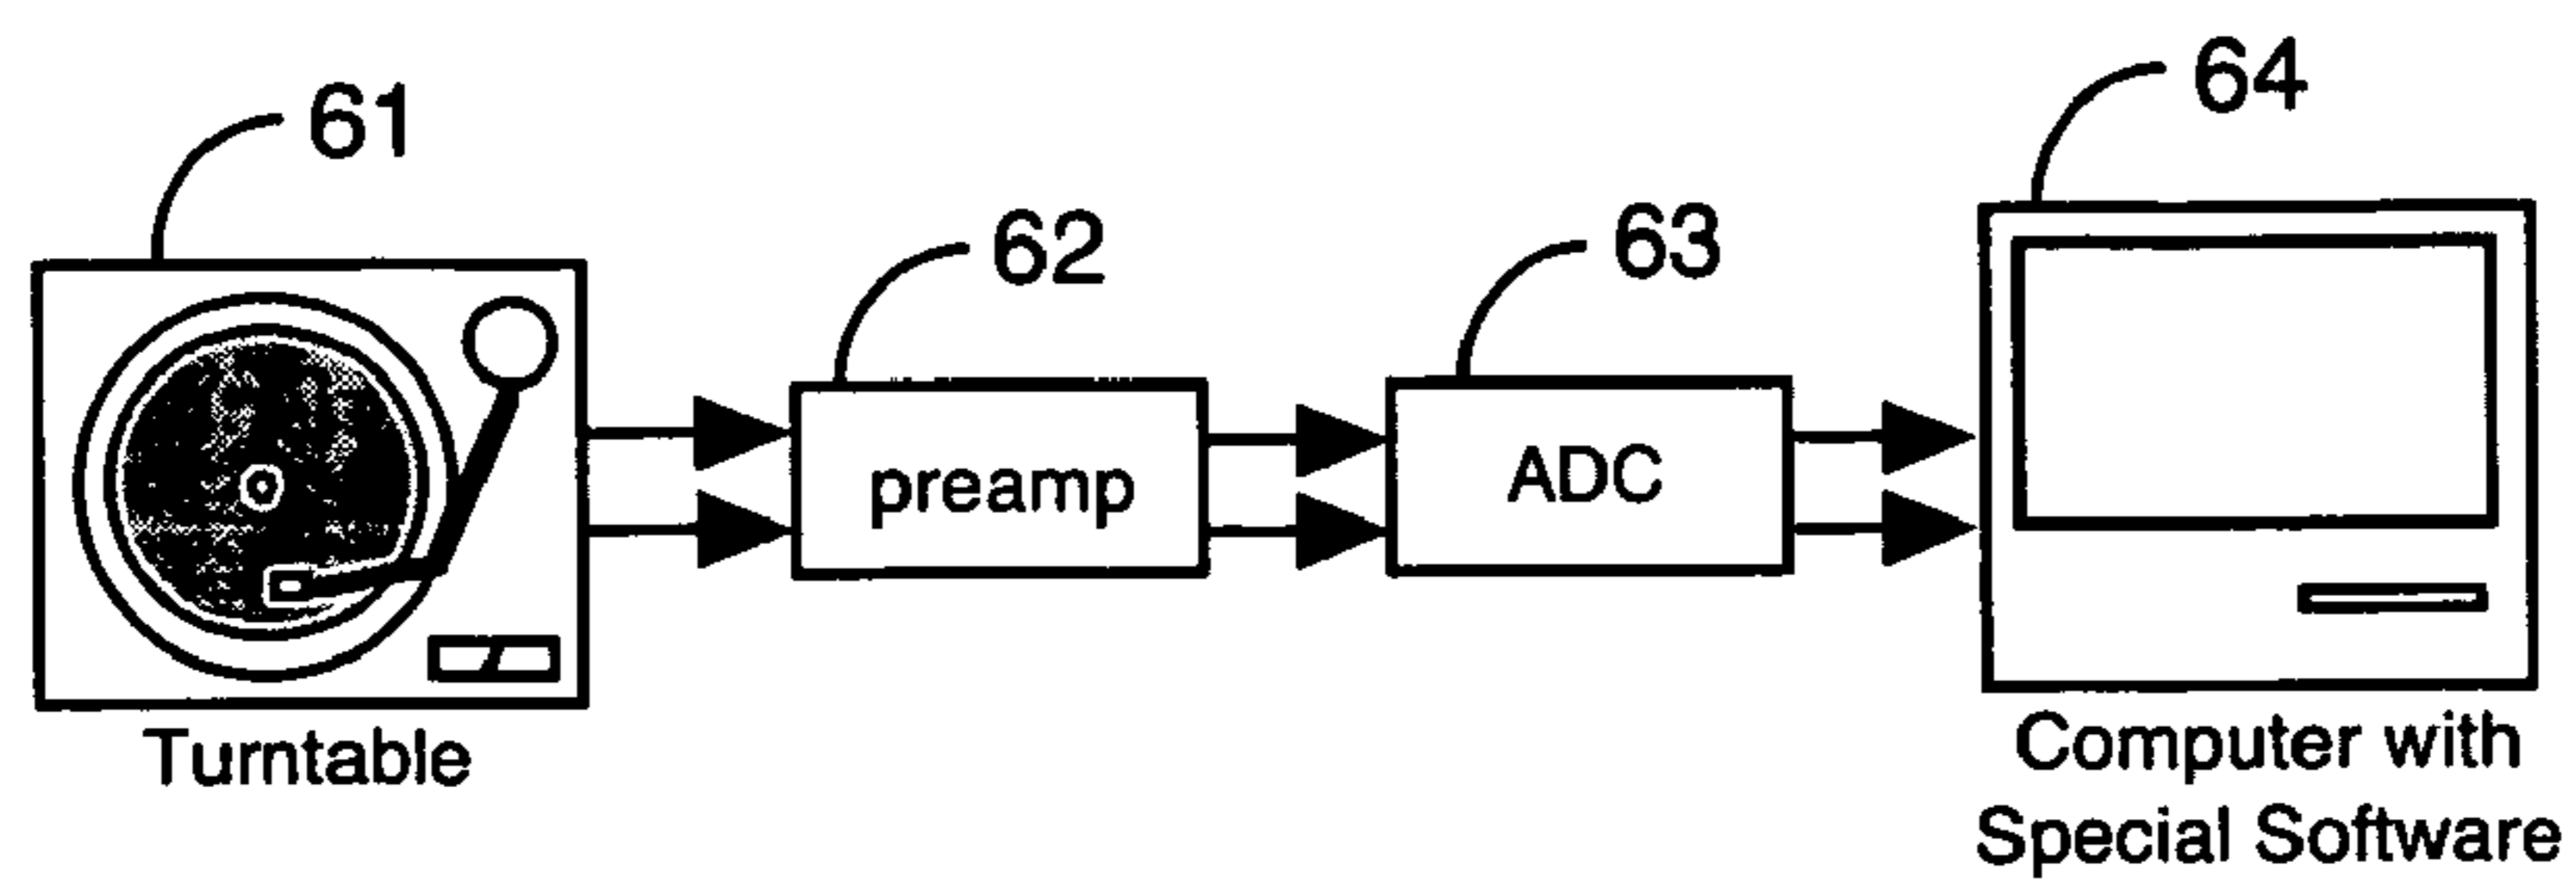 61
62
63
64
preamp
ADC
Turntable
Computer with
Special Software